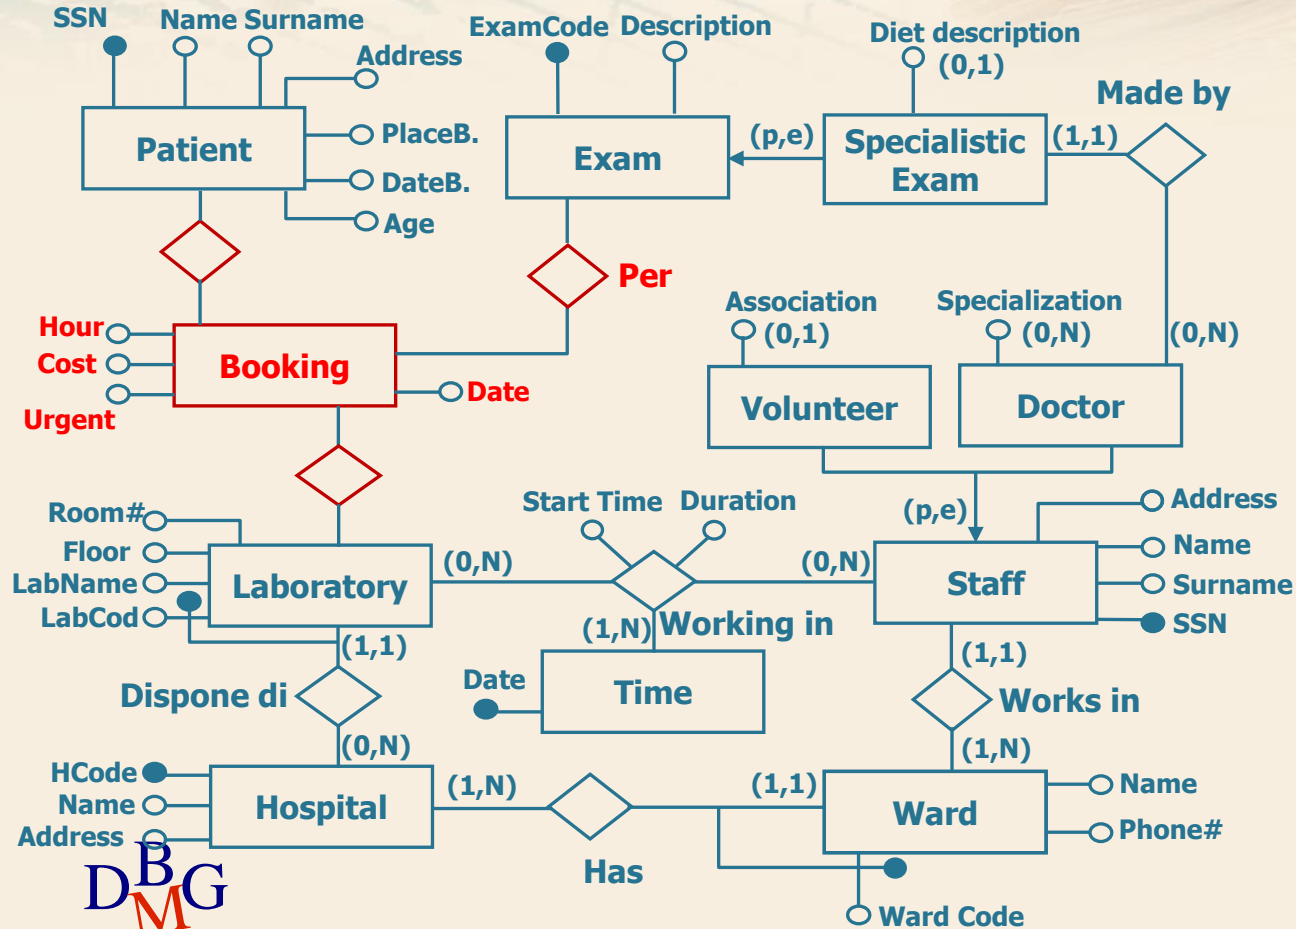 SSN
Name Surname
Address
PlaceB.
DateB.
Age
Patient
ExamCode Description
Exam
(p,e)
Diet description
(0,1)
Specialistic
Exam
(1,1)
Made by
(0,N)
Per
Hour
Cost
Urgent
Booking
Date
Association
(0,1)
Volunteer
Specialization
(0,N)
Doctor
(p,e)
Room#
Floor
LabName
LabCod
Laboratory
(0,N)
Start Time Duration
(0,N)
Working in
(1,N)
Staff
Address
Name
Surname
SSN
(1,1)
Dispone di
(0,N)
Date
Time
(1,1)
Works in
(1,N)
HCode
Name
Address
Hospital
(1,N)
Has
(1,1)
Ward
Name
Phone#
Ward Code
DBMG